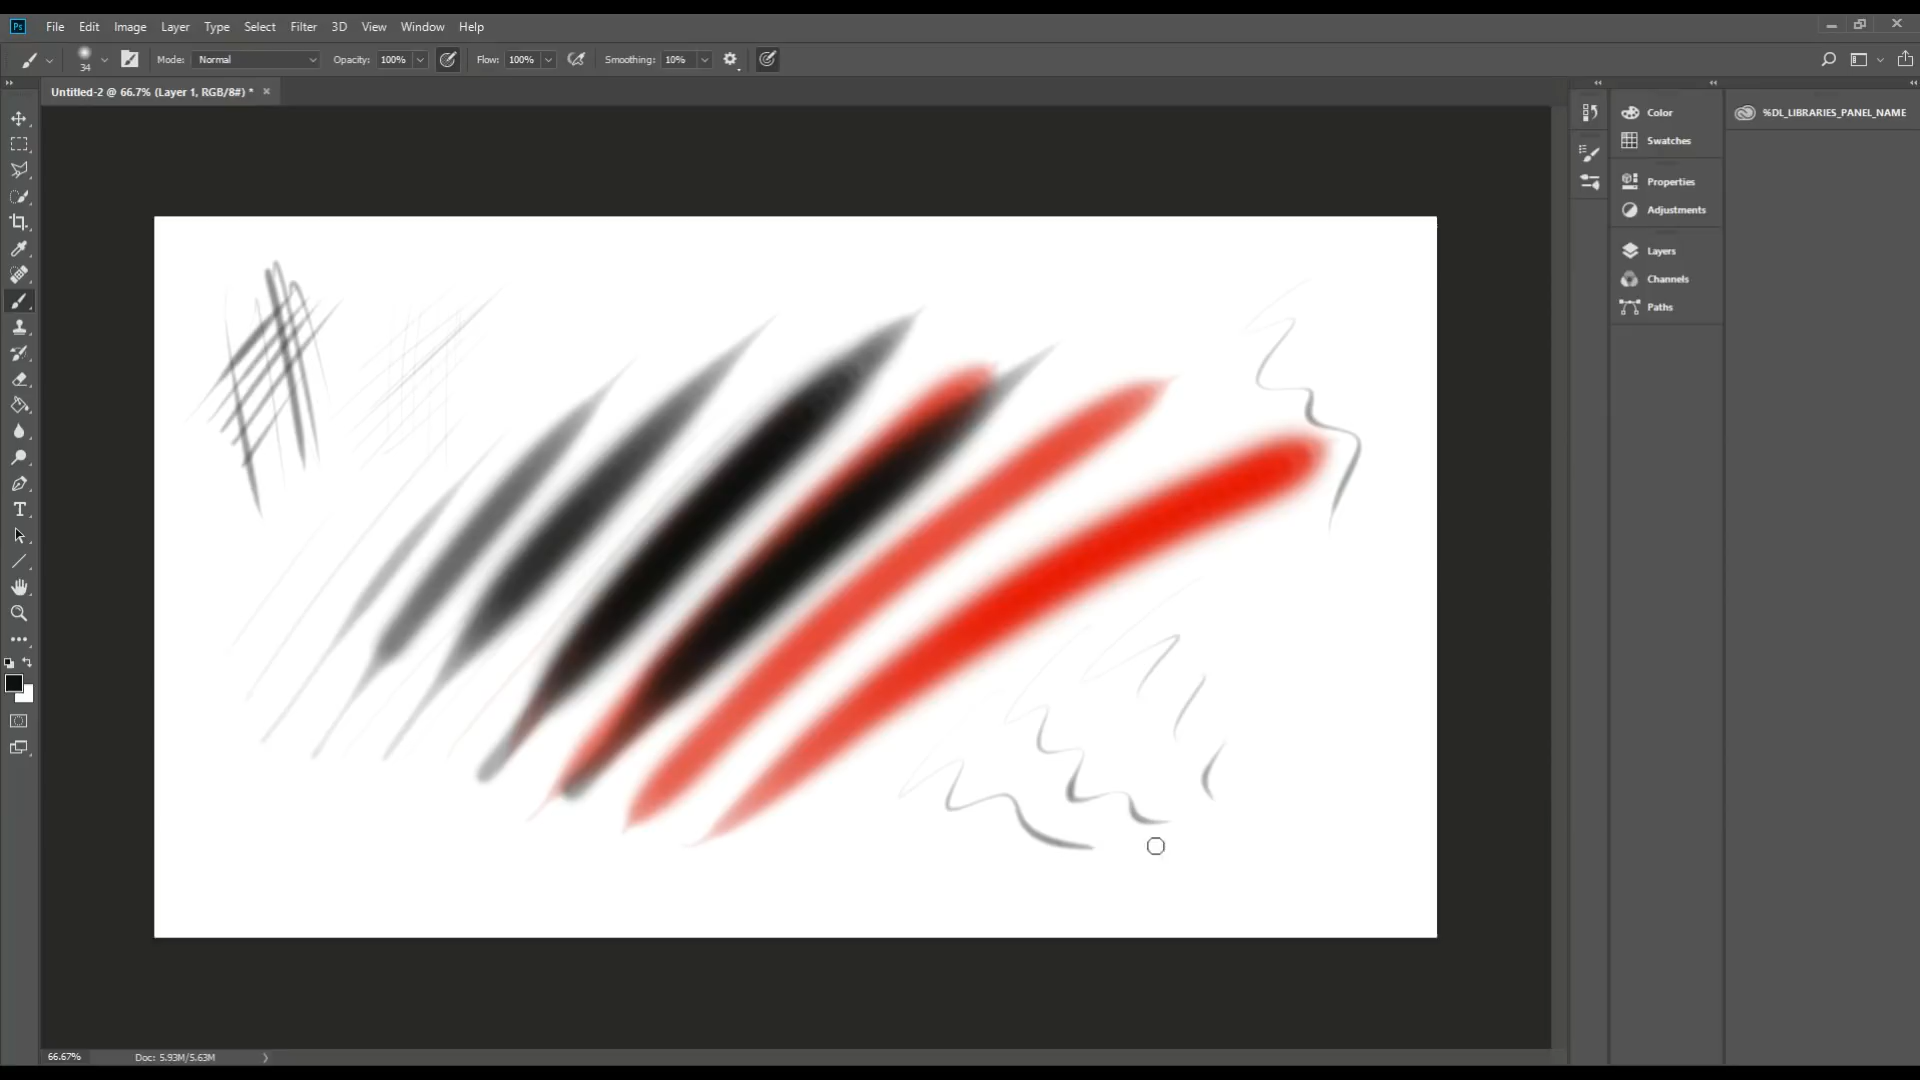 Ps File Edit Image Layer Type Select Filter 3D View Window Help
34 Mode: Normal Opacity: 100% Flow: 100% Smoothing: 10%
Untitled-2 @ 66.7% (Layer 1, RGB/8#) * ×
Color
Swatches
Properties
Adjustments
Layers
Channels
Paths
%DL_LIBRARIES_PANEL_NAME
T
66.67% Doc: 5.93M/5.63M